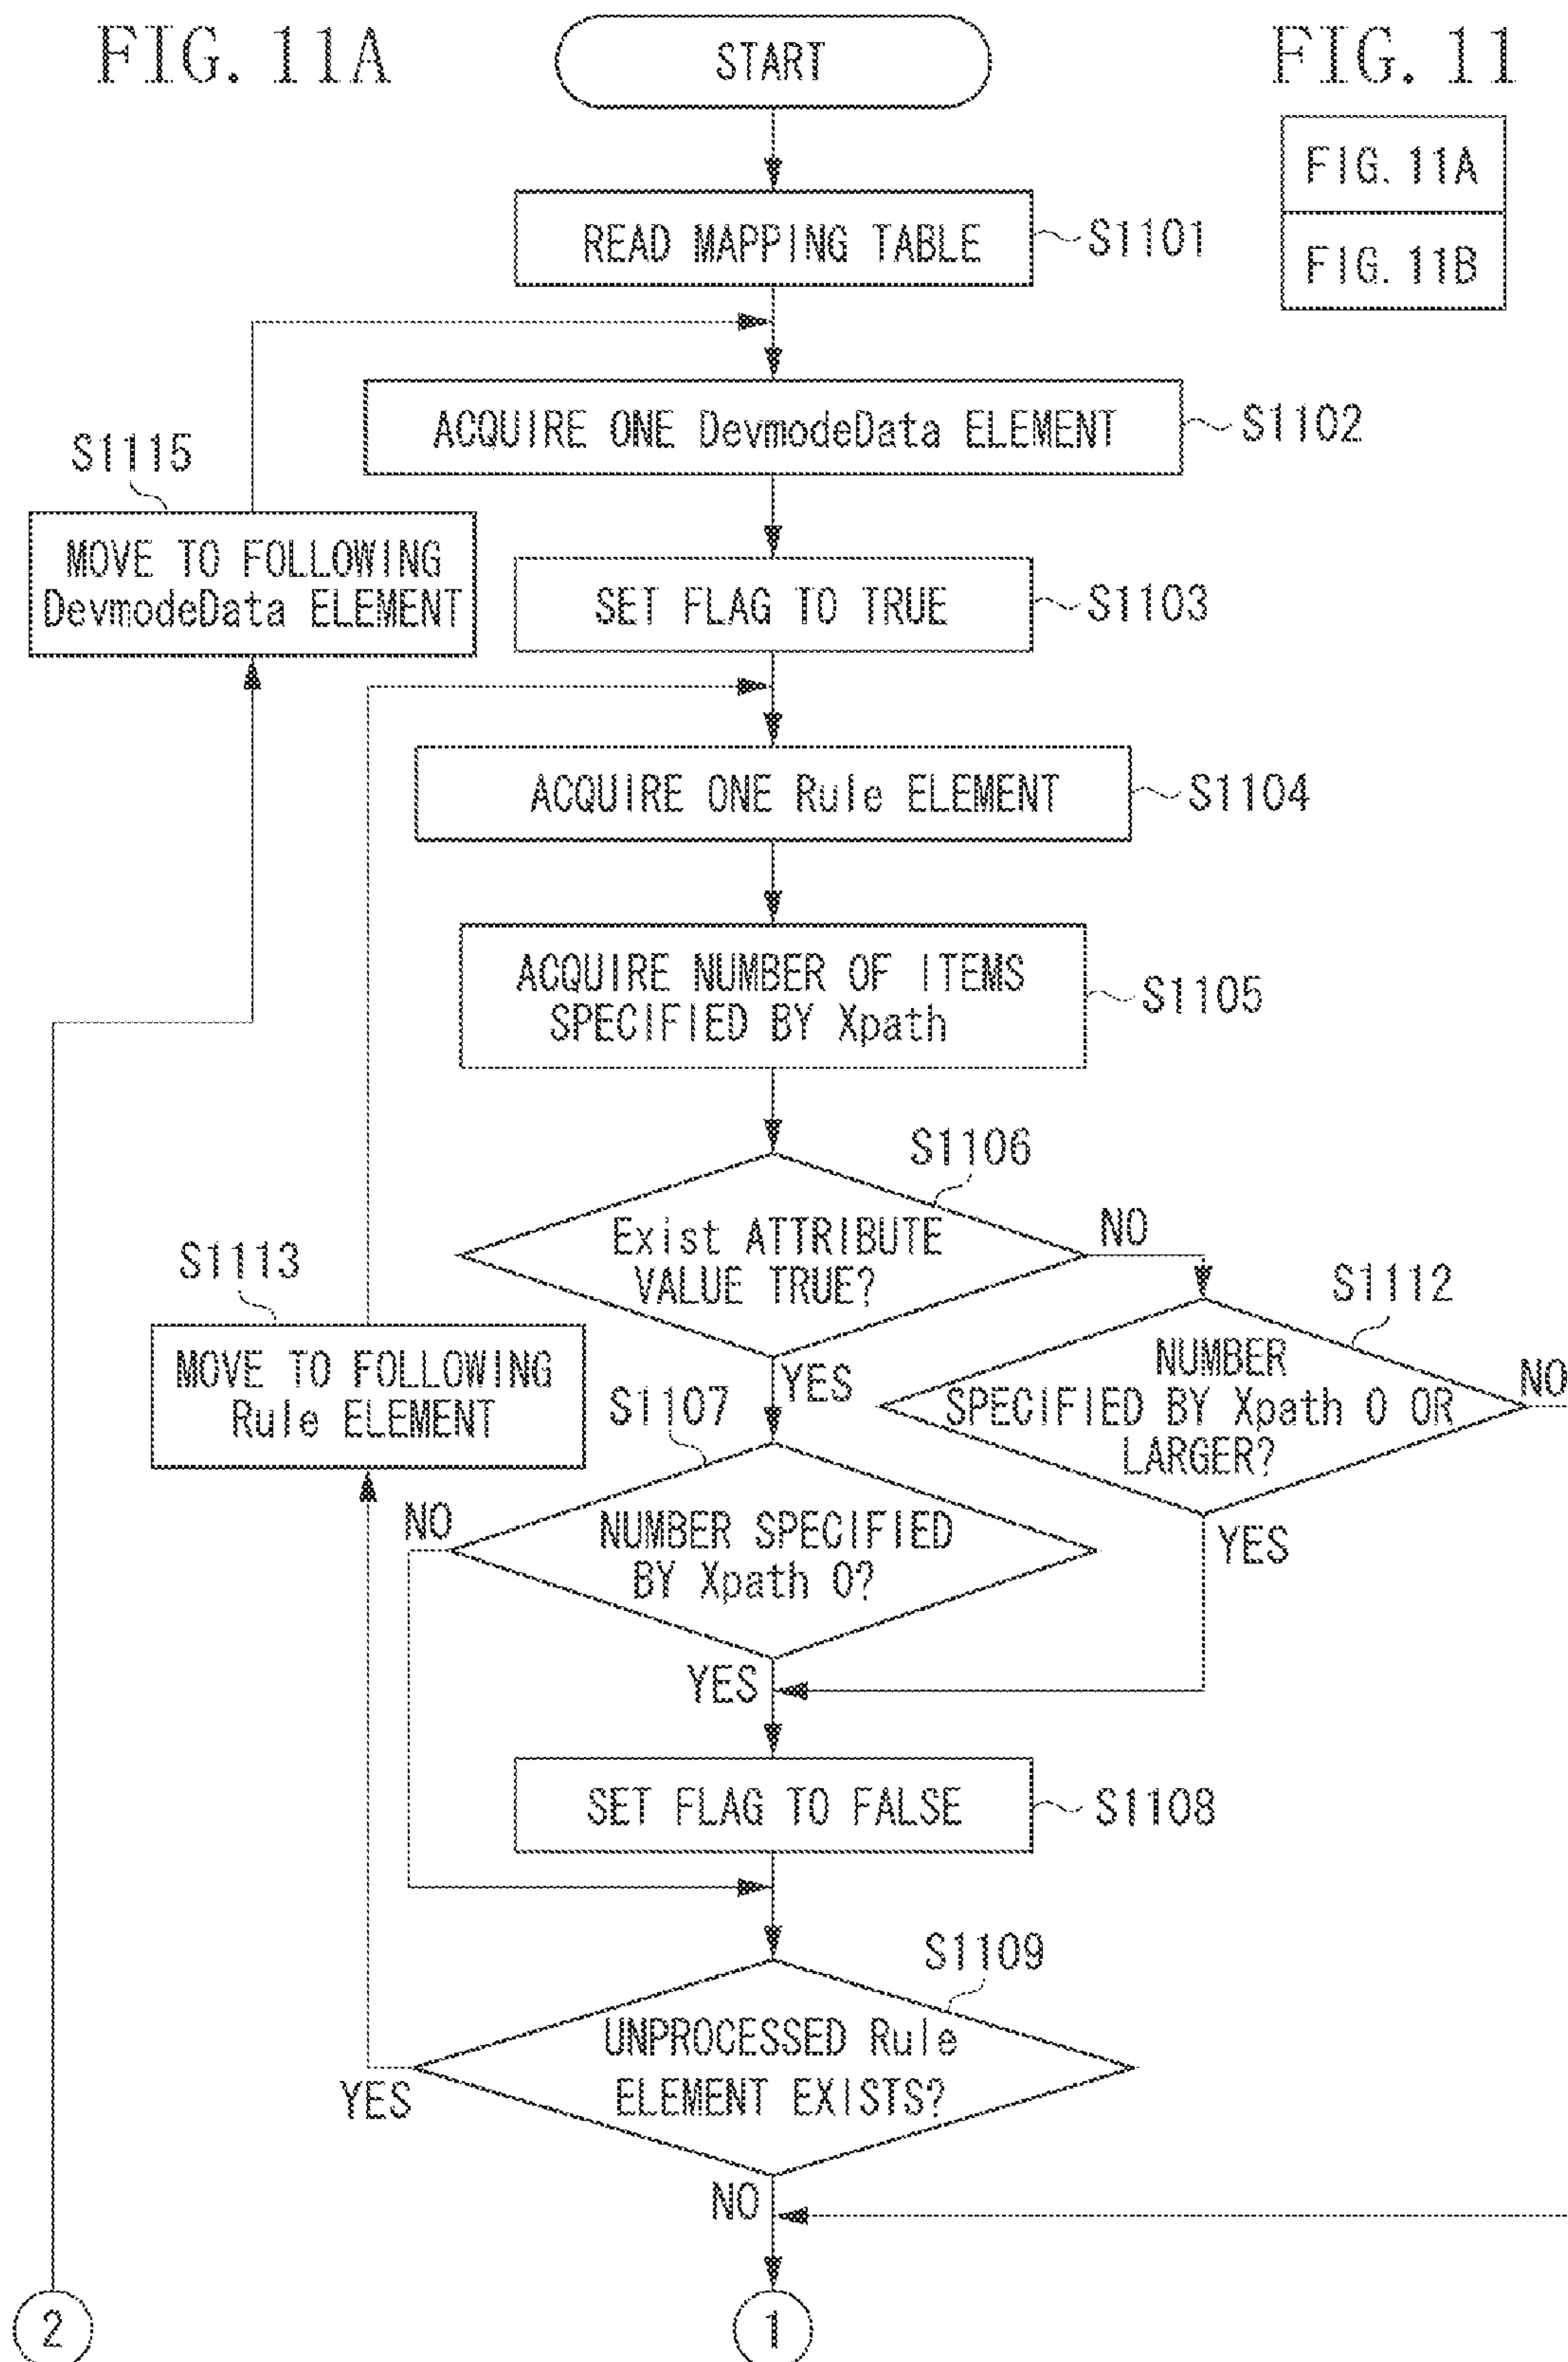 FIG. 11A
START
FIG. 11
FIG. 11A
FIG. 11B
READ MAPPING TABLE
S1101
ACQUIRE ONE DevmodeData ELEMENT
S1102
S1115
MOVE TO FOLLOWING
DevmodeData ELEMENT
SET FLAG TO TRUE
S1103
ACQUIRE ONE Rule ELEMENT
S1104
ACQUIRE NUMBER OF ITEMS
SPECIFIED BY Xpath
S1105
S1106
Exist ATTRIBUTE
VALUE TRUE?
NO
S1113
MOVE TO FOLLOWING
Rule ELEMENT
S1112
NUMBER
SPECIFIED BY Xpath 0 OR
LARGER?
NO
YES
YES
S1107
NUMBER SPECIFIED
BY Xpath 0?
NO
YES
SET FLAG TO FALSE
S1108
S1109
UNPROCESSED Rule
ELEMENT EXISTS?
YES
NO
2
1